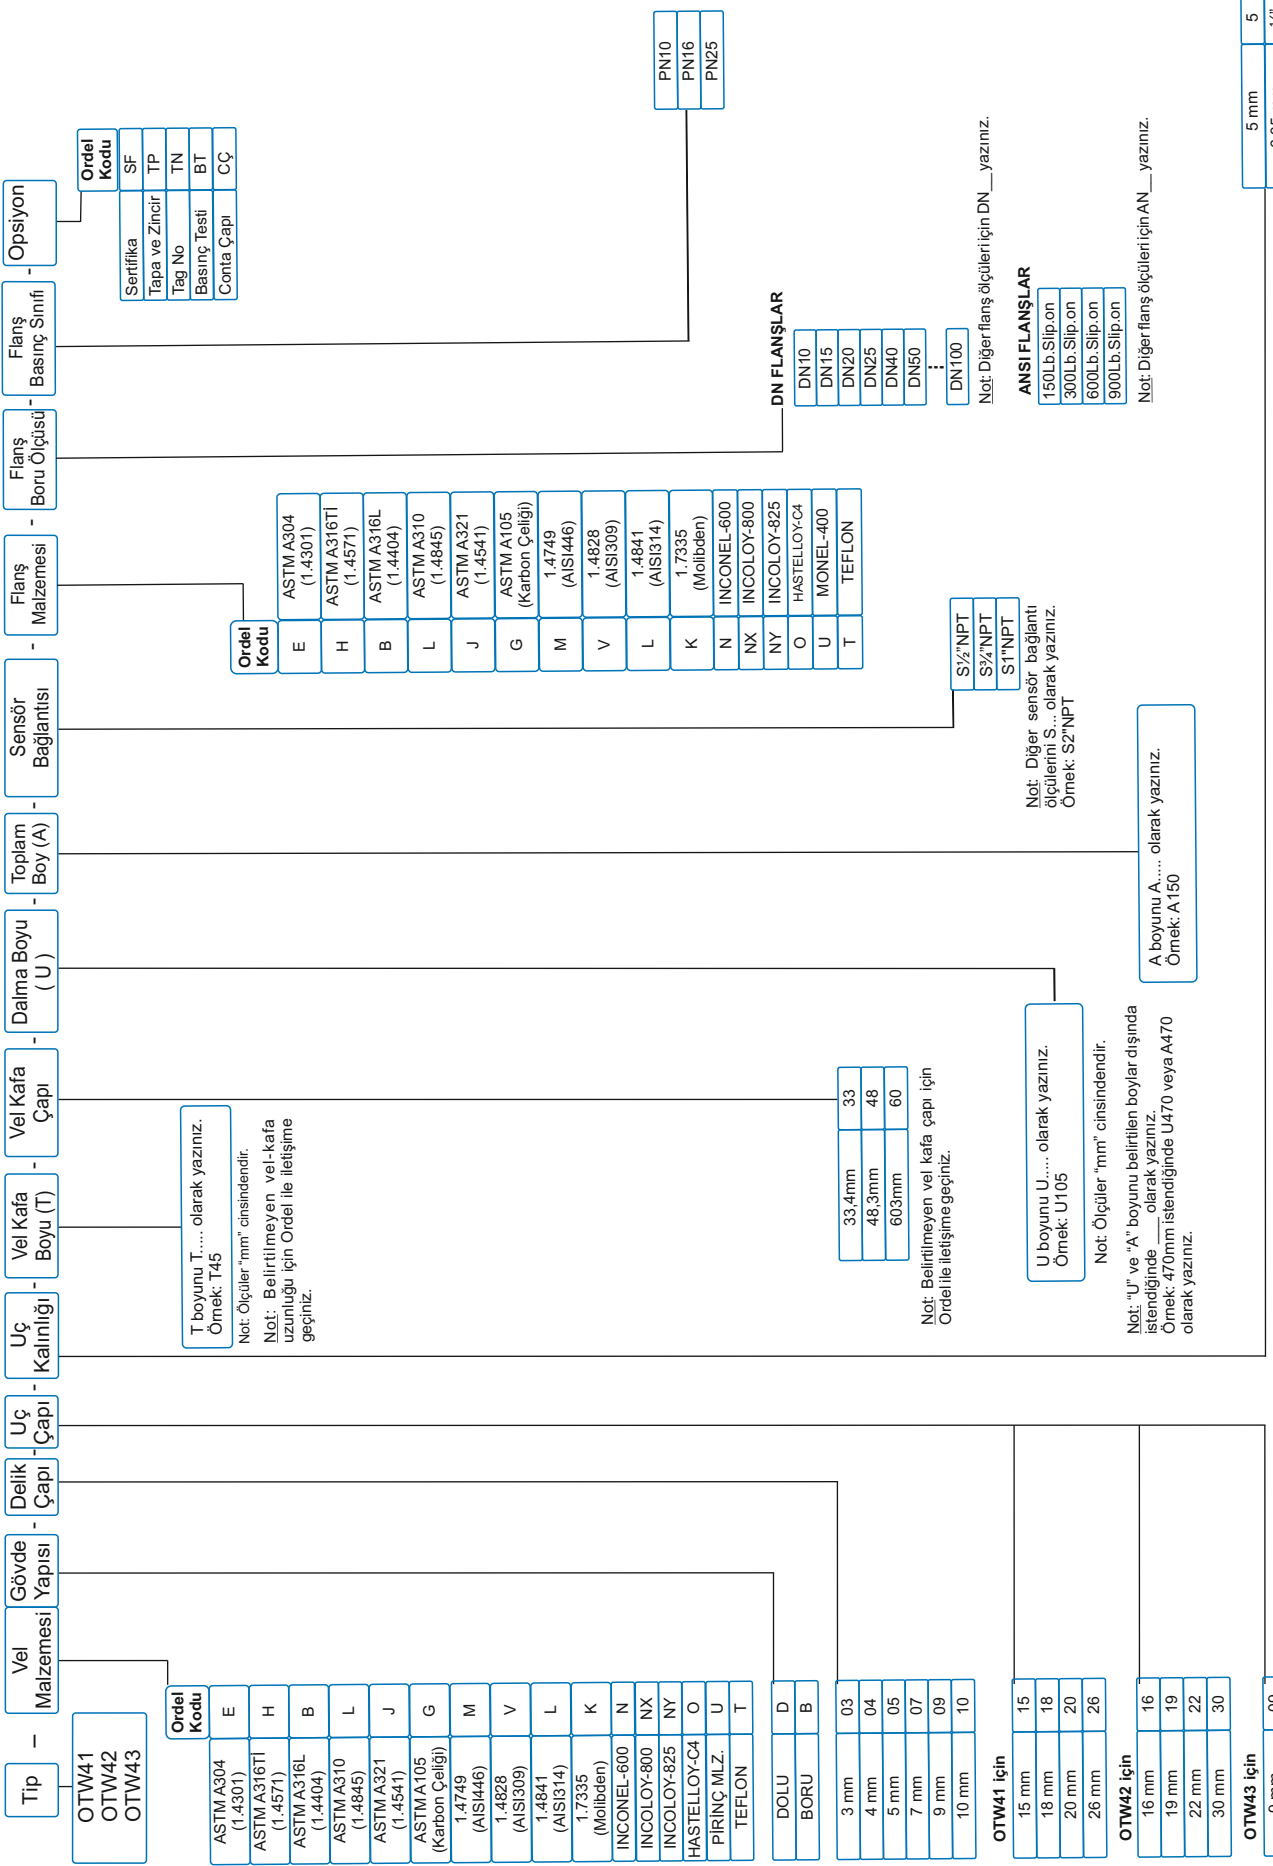 Tip – Vel Malzemesi - Gövde Yapısı - Delik Çapı - Uç Çapı - Uç Kalınlığı - Vel Kafa Boyu (T) - Vel Kafa Çapı - Dalma Boyu ( U ) - Toplam Boy (A) - Sensör Bağlantısı - Flanş Malzemesi - Flanş Boru Ölçüsü - Flanş Basınç Sınıfı - Opsiyon
OTW41
OTW42
OTW43
Ordel Kodu
ASTM A304 (1.4301) E
ASTM A316Tİ (1.4571) H
ASTM A316L (1.4404) B
ASTM A310 (1.4845) L
ASTM A321 (1.4541) J
ASTM A105 (Karbon Çeliği) G
1.4749 (AISI446) M
1.4828 (AISI309) V
1.4841 (AISI314) L
1.7335 (Molibden) K
INCONEL-600 N
INCOLOY-800 NX
INCOLOY-825 NY
HASTELLOY-C4 O
PİRİNÇ MLZ. U
TEFLON T
DOLU D
BORU B
3 mm 03
4 mm 04
5 mm 05
7 mm 07
9 mm 09
10 mm 10
OTW41 için
15 mm 15
18 mm 18
20 mm 20
26 mm 26
OTW42 için
16 mm 16
19 mm 19
22 mm 22
30 mm 30
OTW43 için
T boyunu T..... olarak yazınız.
Örnek: T45
Not: Ölçüler "mm" cinsindendir.
Not: Belirtilmeyen vel-kafa
uzunluğu için Ordel ile iletişime
geçiniz.
33,4mm 33
48,3mm 48
603mm 60
Not: Belirtilmeyen vel kafa çapı için
Ordel ile iletişime geçiniz.
U boyunu U..... olarak yazınız.
Örnek: U105
Not: Ölçüler "mm" cinsindendir.
Not: "U" ve "A" boyunu belirtilen boylar dışında
istendiğinde ____ olarak yazınız.
Örnek: 470mm istendiğinde U470 veya A470
olarak yazınız.
A boyunu A..... olarak yazınız.
Örnek: A150
S½"NPT
S¾"NPT
S1"NPT
Not: Diğer sensör bağlantı
ölçülerini S... olarak yazınız.
Örnek: S2"NPT
Ordel Kodu
E ASTM A304 (1.4301)
H ASTM A316Tİ (1.4571)
B ASTM A316L (1.4404)
L ASTM A310 (1.4845)
J ASTM A321 (1.4541)
G ASTM A105 (Karbon Çeliği)
M 1.4749 (AISI446)
V 1.4828 (AISI309)
L 1.4841 (AISI314)
K 1.7335 (Molibden)
N INCONEL-600
NX INCOLOY-800
NY INCOLOY-825
O HASTELLOY-C4
U MONEL-400
T TEFLON
DN FLANŞLAR
DN10
DN15
DN20
DN25
DN40
DN50
DN100
Not: Diğer flanş ölçüleri için DN__ yazınız.
ANSI FLANŞLAR
150Lb.Slip.on
300Lb.Slip.on
600Lb.Slip.on
900Lb.Slip.on
Not: Diğer flanş ölçüleri için AN__ yazınız.
PN10
PN16
PN25
Ordel Kodu
Sertifika SF
Tapa ve Zincir TP
Tag No TN
Basınç Testi BT
Conta Çapı CÇ
5 mm 5